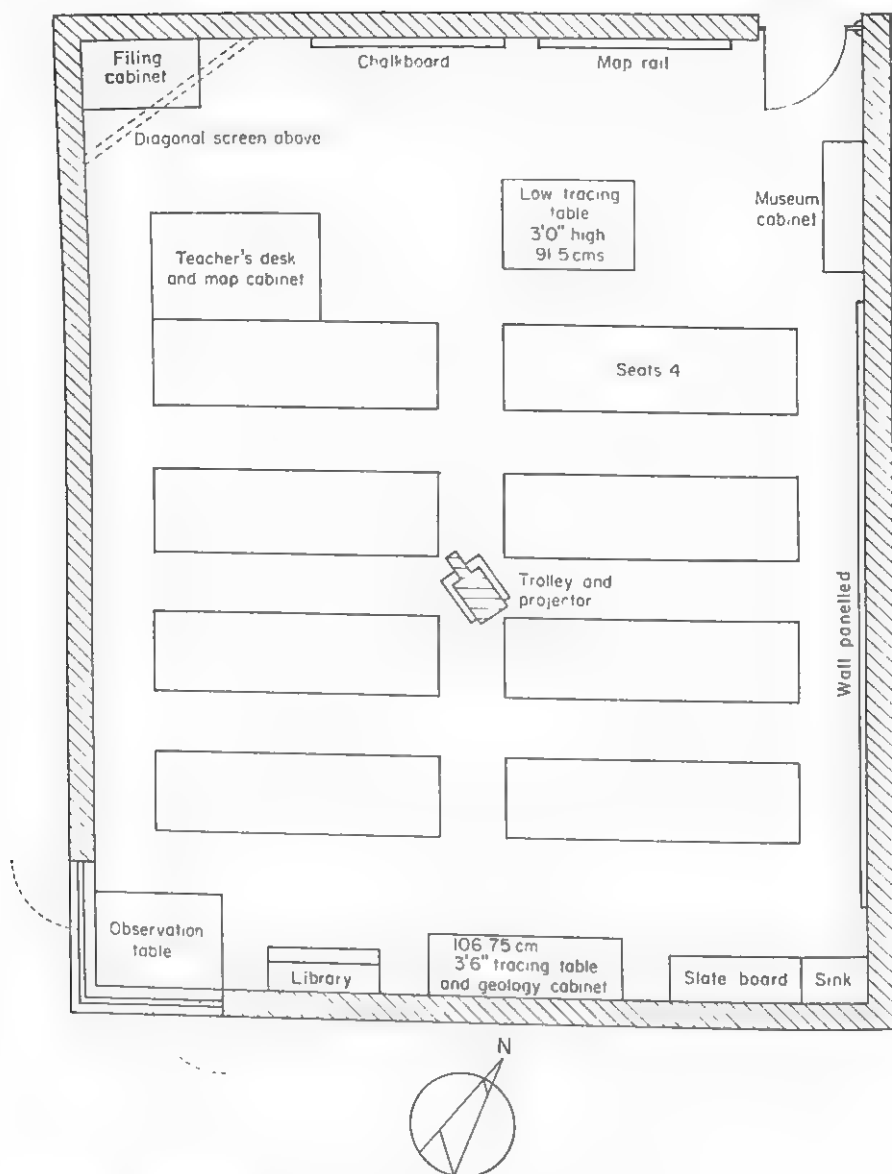 Filing
cabinet
Chalkboard
Map rail
Diagonal screen above
Low tracing
table
3'0" high
91 5 cms
Museum
cabinet
Teacher's desk
and map cabinet
Seats 4
Trolley and
projector
Wall panelled
Observation
table
Library
106 75 cm
3'6" tracing table
and geology cabinet
Slate board
Sink
N